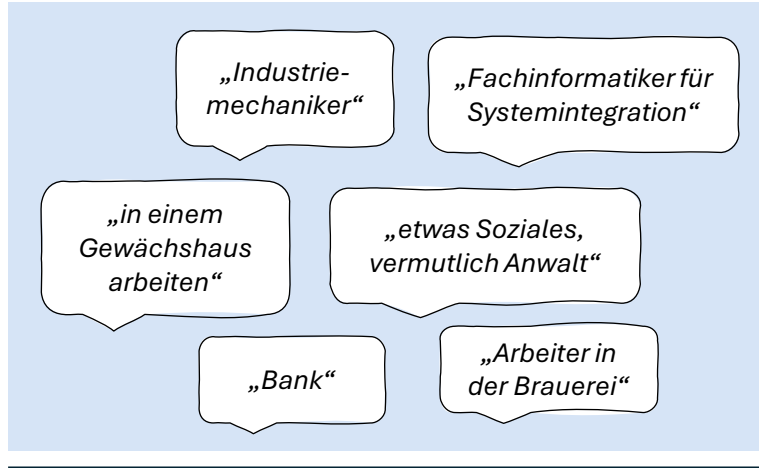 „Industrie-
mechaniker“
„Fachinformatiker für
Systemintegration“
„in einem
Gewächshaus
arbeiten“
„etwas Soziales,
vermutlich Anwalt“
„Bank“
„Arbeiter in
der Brauerei“